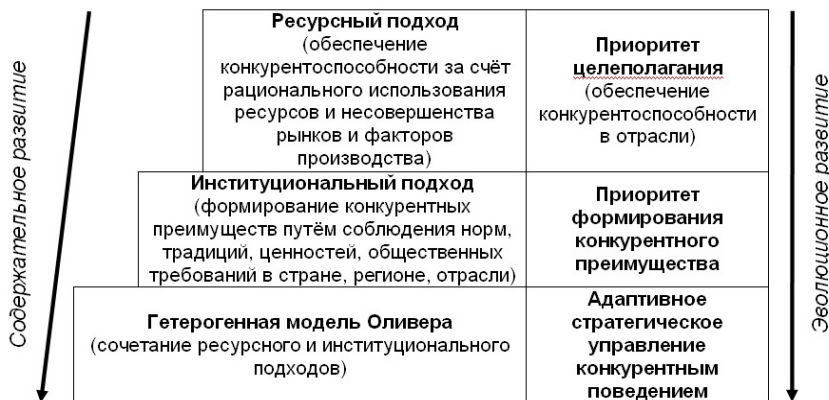 Содержательное развитие
Ресурсный подход
(обеспечение
конкурентоспособности за счёт
рационального использования
ресурсов и несовершенства
рынков и факторов
производства)
Приоритет
целеполагания
(обеспечение
конкурентоспособности
в отрасли)
Институциональный подход
(формирование конкурентных
преимуществ путём соблюдения норм,
традиций, ценностей, общественных
требований в стране, регионе, отрасли)
Приоритет
формирования
конкурентного
преимущества
Гетерогенная модель Оливера
(сочетание ресурсного и институционального
подходов)
Адаптивное
стратегическое
управление
конкурентным
поведением
Эволюционное развитие